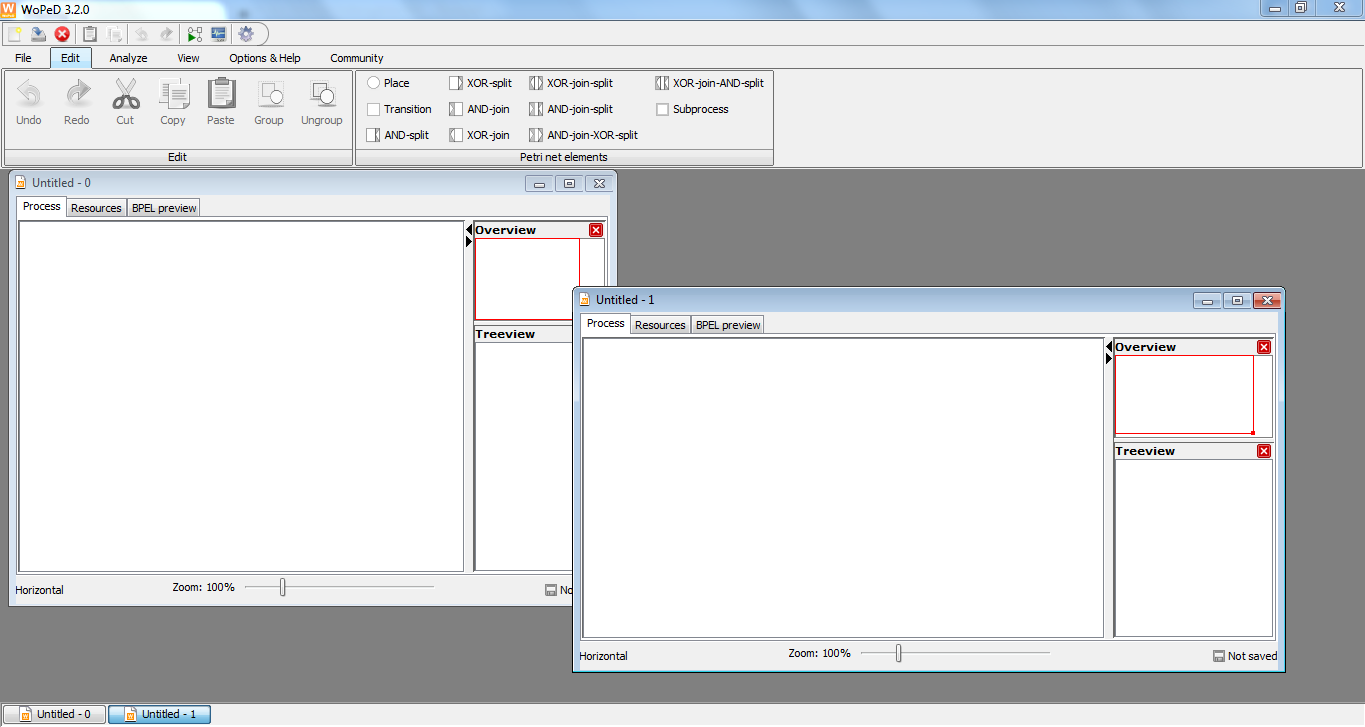 WoPeD 3.2.0
File Edit Analyze View Options & Help Community
Place XOR-split XOR-join-split XOR-join-AND-split
Transition AND-join AND-join-split Subprocess
Undo Redo Cut Copy Paste Group Ungroup
AND-split XOR-join AND-join-XOR-split
Edit Petri net elements
Untitled - 0
Process Resources BPEL preview
Overview
Treeview
Horizontal Zoom: 100% No
Untitled - 1
Process Resources BPEL preview
Overview
Treeview
Horizontal Zoom: 100% Not saved
Untitled - 0 Untitled - 1